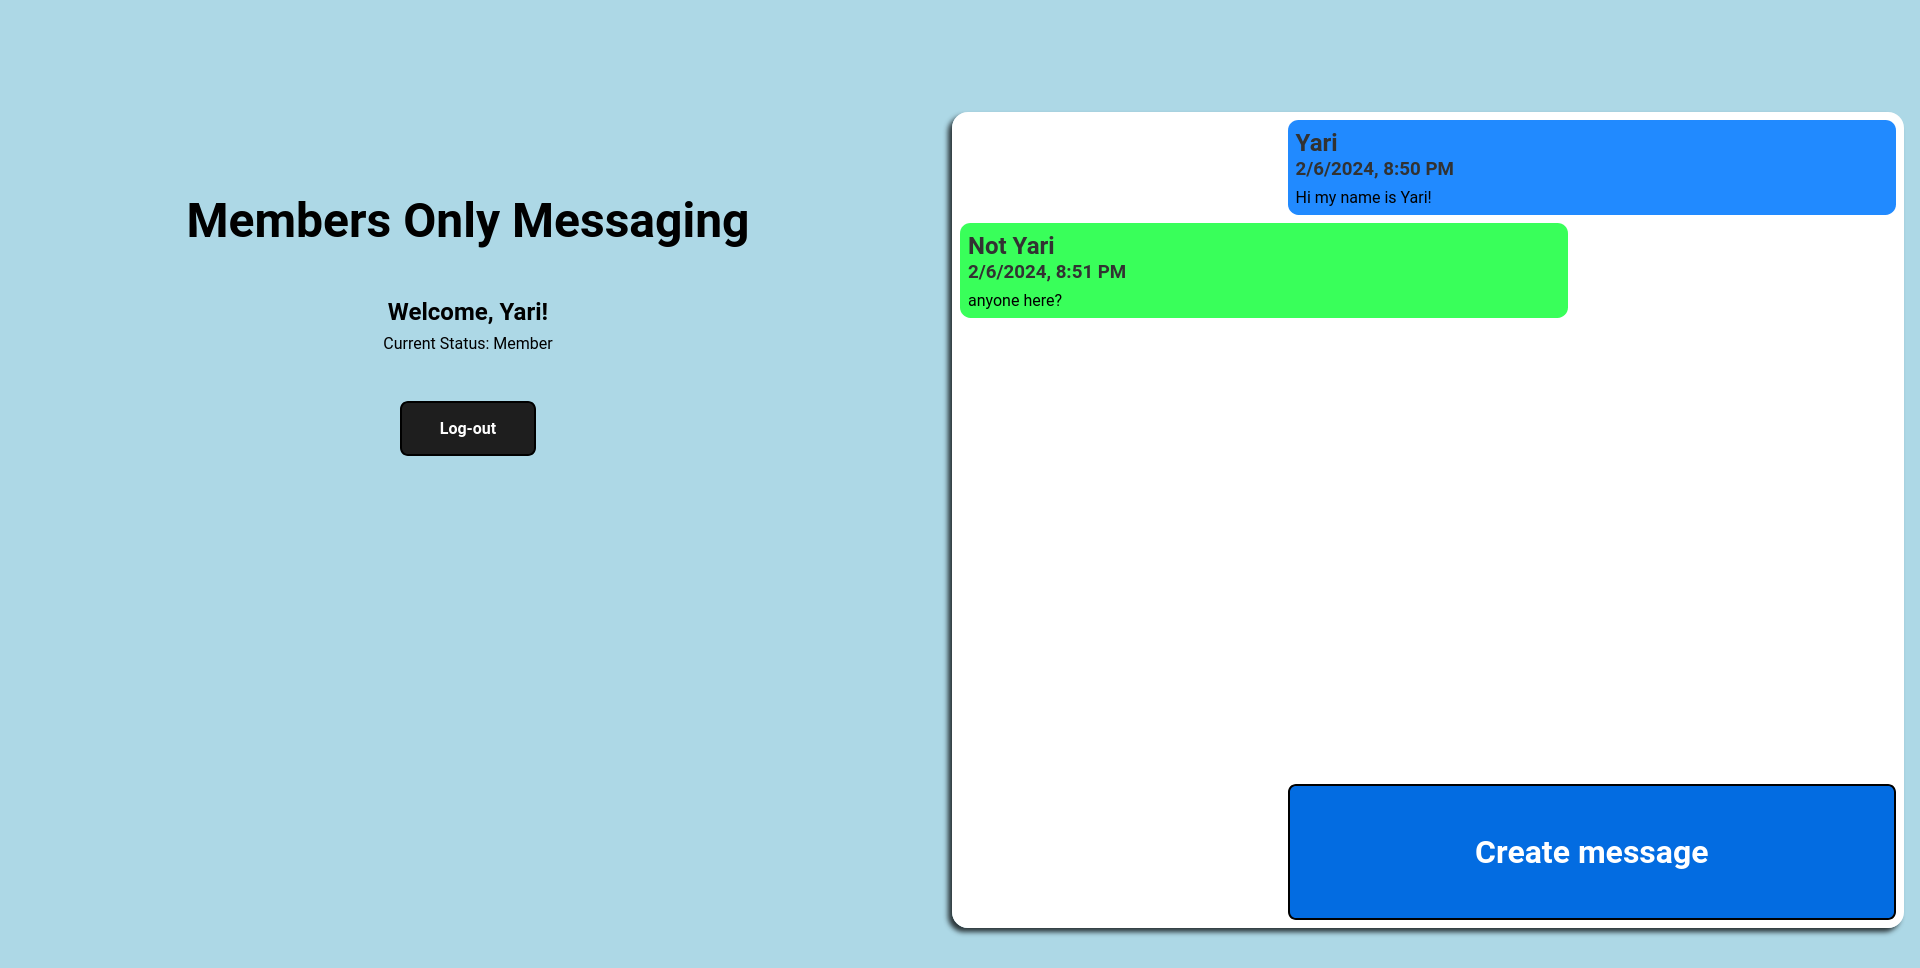 Members Only Messaging
Welcome, Yari!
Current Status: Member
Log-out
Yari
2/6/2024, 8:50 PM
Hi my name is Yari!
Not Yari
2/6/2024, 8:51 PM
anyone here?
Create message